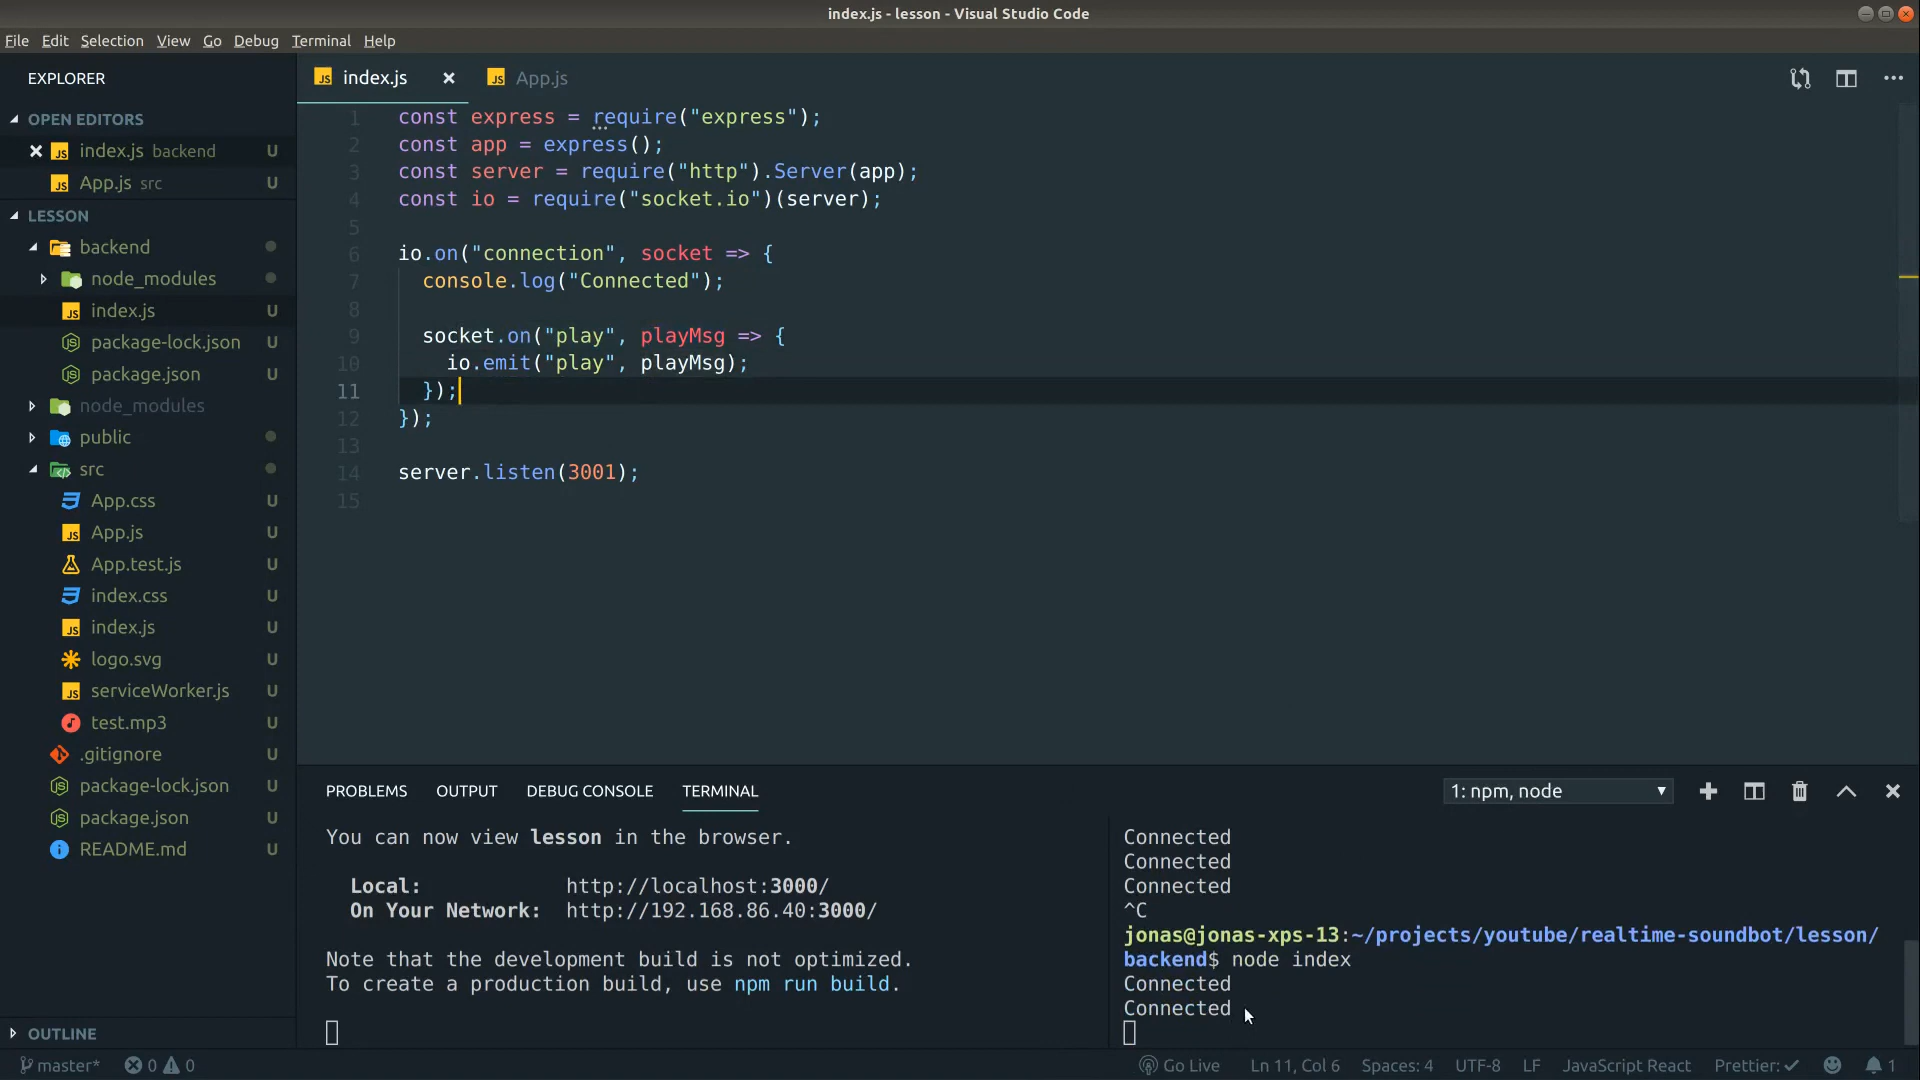 index.js - lesson - Visual Studio Code
File Edit Selection View Go Debug Terminal Help
EXPLORER
OPEN EDITORS
index.js backend U
App.js src U
LESSON
backend
node_modules
index.js U
package-lock.json U
package.json U
node_modules
public
src
App.css U
App.js U
App.test.js U
index.css U
index.js U
logo.svg U
serviceWorker.js U
test.mp3 U
.gitignore U
package-lock.json U
package.json U
README.md U
OUTLINE
index.js App.js
1 const express = require("express");
2 const app = express();
3 const server = require("http").Server(app);
4 const io = require("socket.io")(server);
5
6 io.on("connection", socket => {
7 console.log("Connected");
8
9 socket.on("play", playMsg => {
10 io.emit("play", playMsg);
11 });
12 });
13
14 server.listen(3001);
15
PROBLEMS OUTPUT DEBUG CONSOLE TERMINAL 1: npm, node
You can now view lesson in the browser.
Local: http://localhost:3000/
On Your Network: http://192.168.86.40:3000/
Note that the development build is not optimized.
To create a production build, use npm run build.
Connected
Connected
Connected
^C
jonas@jonas-xps-13:~/projects/youtube/realtime-soundbot/lesson/
backend$ node index
Connected
Connected
master* 0 0 Go Live Ln 11, Col 6 Spaces: 4 UTF-8 LF JavaScript React Prettier: ✓ 1